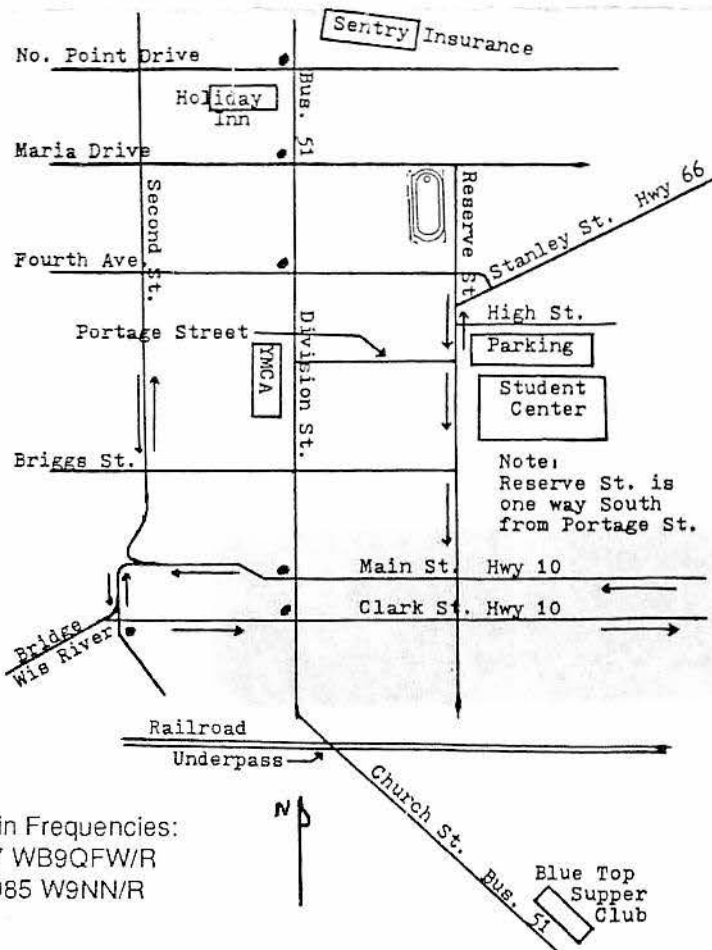 Sentry Insurance
No. Point Drive
Holiday
Inn
Bus. 51
Maria Drive
Second St.
Reserve St
Stanley St. Hwy 66
Fourth Ave.
High St.
Portage Street
Parking
YMCA
Division St.
Student
Center
Briggs St.
Note:
Reserve St. is
one way South
from Portage St.
Main St. Hwy 10
Clark St. Hwy 10
Bridge
Wis River
Railroad
Underpass
Church St. Bus. 51
N
in Frequencies:
WB9QFW/R
985 W9NN/R
Blue Top
Supper
Club